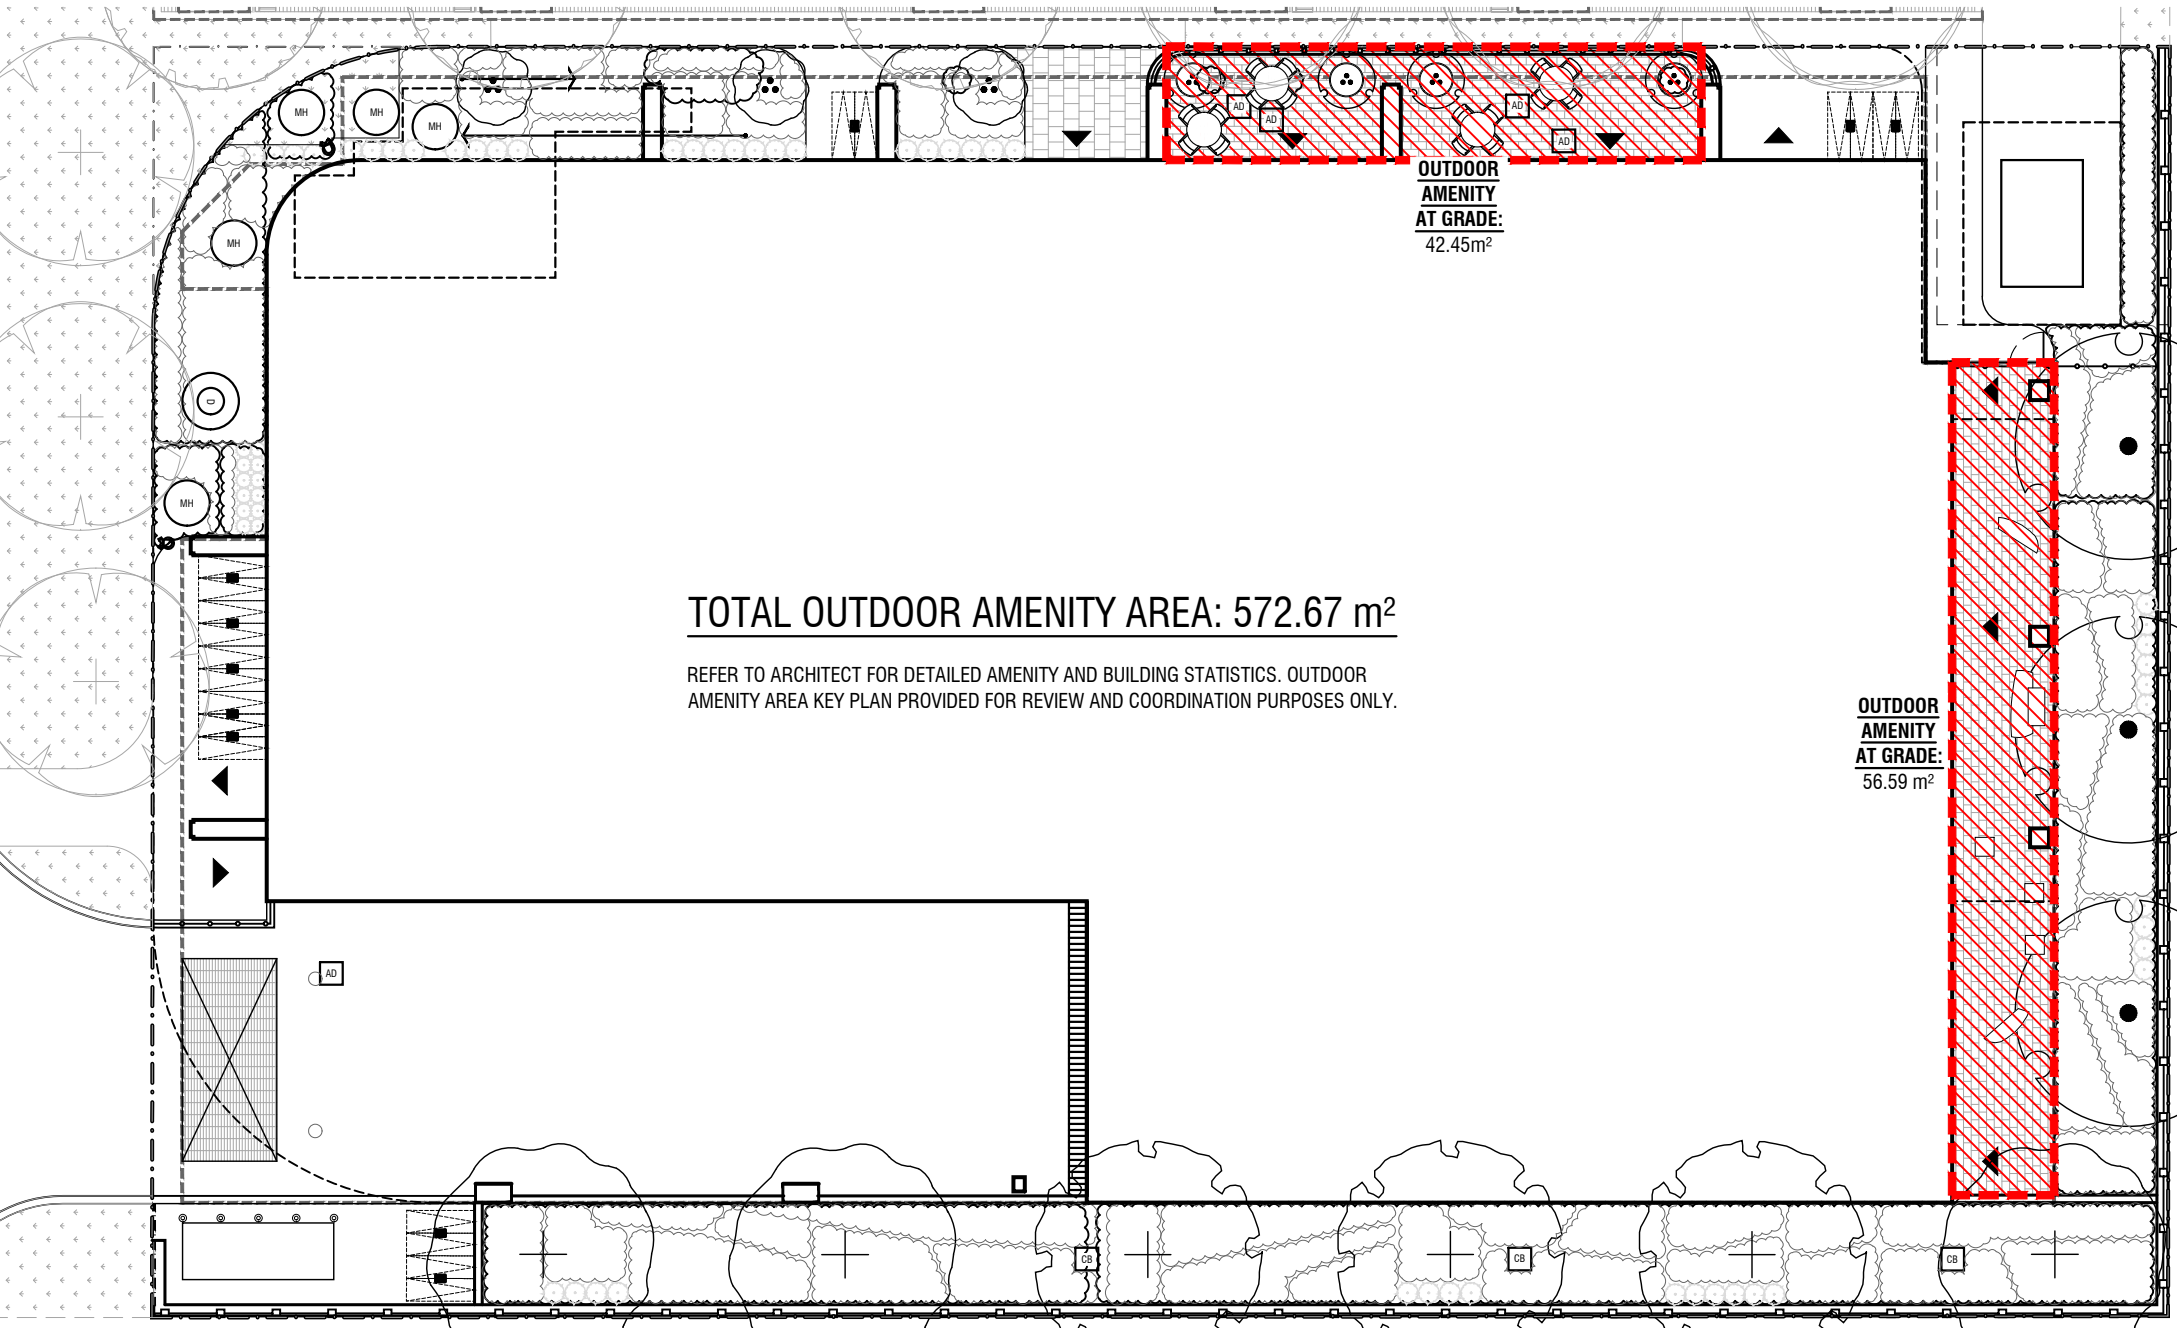 MH
MH
MH
AD
AD
AD
AD
OUTDOOR
AMENITY
AT GRADE:
42.45m²
MH
D
MH
TOTAL OUTDOOR AMENITY AREA: 572.67 m²
REFER TO ARCHITECT FOR DETAILED AMENITY AND BUILDING STATISTICS. OUTDOOR
AMENITY AREA KEY PLAN PROVIDED FOR REVIEW AND COORDINATION PURPOSES ONLY.
OUTDOOR
AMENITY
AT GRADE:
56.59 m²
AD
CB
CB
CB